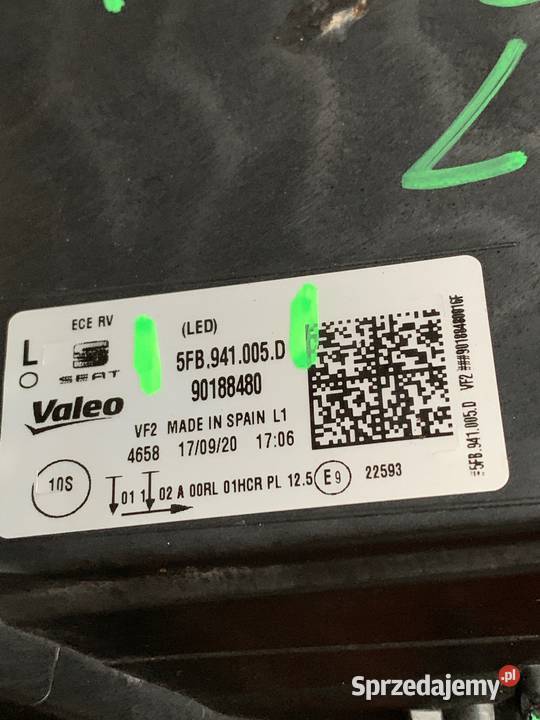 ECE RV
(LED)
L
SEAT
5FB.941.005.D
90188480
Valeo
VF2 MADE IN SPAIN L1
4658 17/09/20 17:06
10S
01 1 02 A 00RL 01HCR PL 12.5 E9 22593
5FB.941.005.D VF2
Sprzedajemy.pl